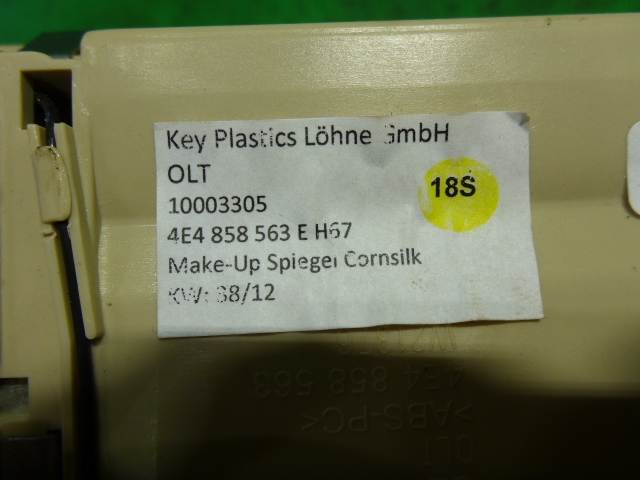 Key Plastics Löhne GmbH
OLT
18S
10003305
4E4 858 563 E H67
Make-Up Spiegel Cornsilk
KW: 38/12
4E4 858 563
>ABS-PC<
OLT